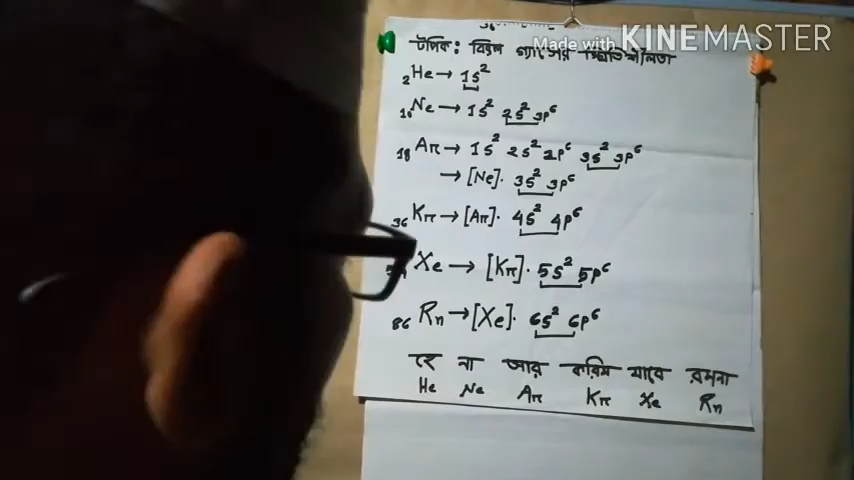 Made with KINEMASTER
টপিক: নিষ্ক্রিয় গ্যাসের স্থিতিশীলতা
₂He → 1s²
₁₀Ne → 1s² 2s² 3p⁶
₁₈Ar → 1s² 2s² 2p⁶ 3s² 3p⁶
→ [Ne]. 3s² 3p⁶
₃₆Kr → [Ar]. 4s² 4p⁶
Xe → [Kr]. 5s² 5p⁶
₈₆Rn → [Xe]. 6s² 6p⁶
হে না আর করিম যাবে রমনা
He Ne Ar Kr Xe Rn